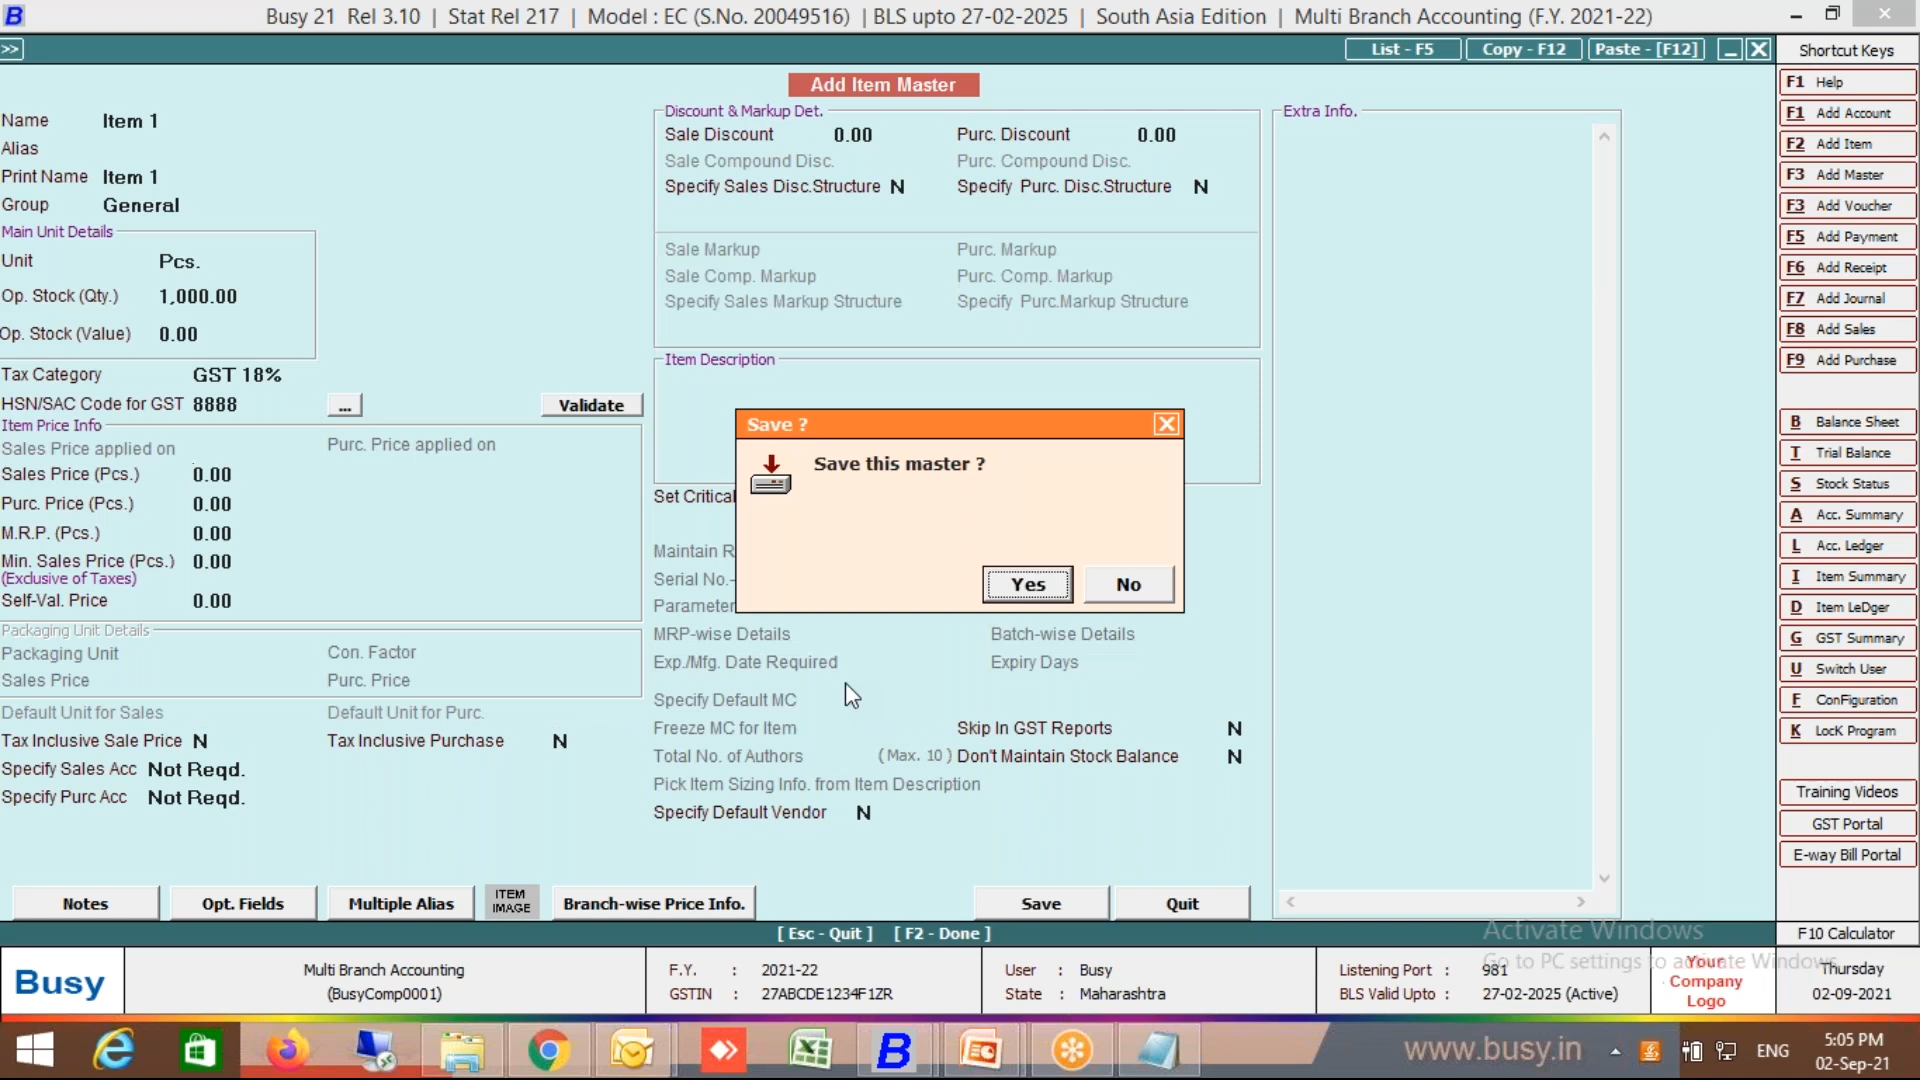 B Busy 21 Rel 3.10 | Stat Rel 217 | Model : EC (S.No. 20049516) | BLS upto 27-02-2025 | South Asia Edition | Multi Branch Accounting (F.Y. 2021-22)
>> List - F5 Copy - F12 Paste - [F12] Shortcut Keys
Add Item Master
Name Item 1
Alias
Print Name Item 1
Group General
Main Unit Details
Unit Pcs.
Op. Stock (Qty.) 1,000.00
Op. Stock (Value) 0.00
Tax Category GST 18%
HSN/SAC Code for GST 8888 ... Validate
Item Price Info
Sales Price applied on Purc. Price applied on
Sales Price (Pcs.) 0.00
Purc. Price (Pcs.) 0.00
M.R.P. (Pcs.) 0.00
Min. Sales Price (Pcs.) 0.00
(Exclusive of Taxes)
Self-Val. Price 0.00
Packaging Unit Details
Packaging Unit Con. Factor
Sales Price Purc. Price
Default Unit for Sales Default Unit for Purc.
Tax Inclusive Sale Price N Tax Inclusive Purchase N
Specify Sales Acc Not Reqd.
Specify Purc Acc Not Reqd.
Discount & Markup Det.
Sale Discount 0.00 Purc. Discount 0.00
Sale Compound Disc. Purc. Compound Disc.
Specify Sales Disc.Structure N Specify Purc. Disc.Structure N
Sale Markup Purc. Markup
Sale Comp. Markup Purc. Comp. Markup
Specify Sales Markup Structure Specify Purc.Markup Structure
Item Description
Set Critical
Maintain R
Serial No.-
Parameter
MRP-wise Details Batch-wise Details
Exp./Mfg. Date Required Expiry Days
Specify Default MC
Freeze MC for Item Skip In GST Reports N
Total No. of Authors (Max. 10) Don't Maintain Stock Balance N
Pick Item Sizing Info. from Item Description
Specify Default Vendor N
Save ?
Save this master ?
Yes No
Extra Info.
Notes Opt. Fields Multiple Alias ITEM IMAGE Branch-wise Price Info. Save Quit
[ Esc - Quit ] [ F2 - Done ]
F1 Help
F1 Add Account
F2 Add Item
F3 Add Master
F3 Add Voucher
F5 Add Payment
F6 Add Receipt
F7 Add Journal
F8 Add Sales
F9 Add Purchase
B Balance Sheet
T Trial Balance
S Stock Status
A Acc. Summary
L Acc. Ledger
I Item Summary
D Item LeDger
G GST Summary
U Switch User
F ConFiguration
K LocK Program
Training Videos
GST Portal
E-way Bill Portal
F10 Calculator
Activate Windows
Go to PC settings to activate Windows.
Busy
Multi Branch Accounting
(BusyComp0001)
F.Y. : 2021-22
GSTIN : 27ABCDE1234F1ZR
User : Busy
State : Maharashtra
Listening Port : 981
BLS Valid Upto : 27-02-2025 (Active)
Your
Company
Logo
Thursday
02-09-2021
www.busy.in ENG 5:05 PM
02-Sep-21